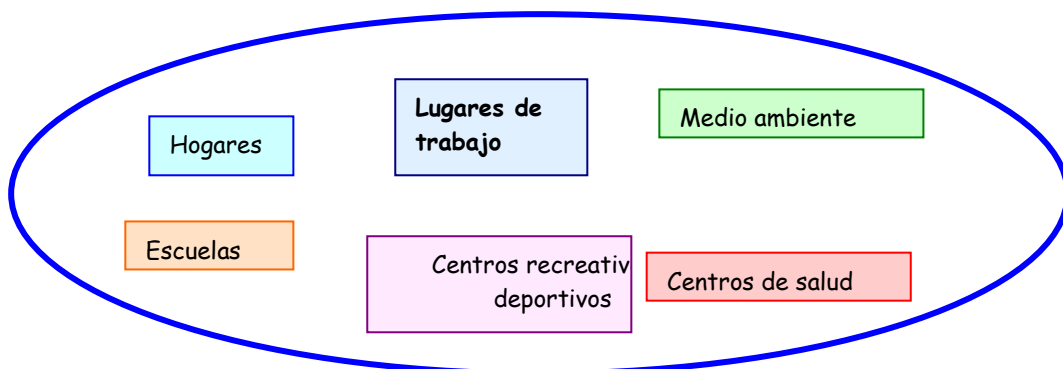 Hogares
Lugares de
trabajo
Medio ambiente
Escuelas
Centros recreativ
deportivos
Centros de salud